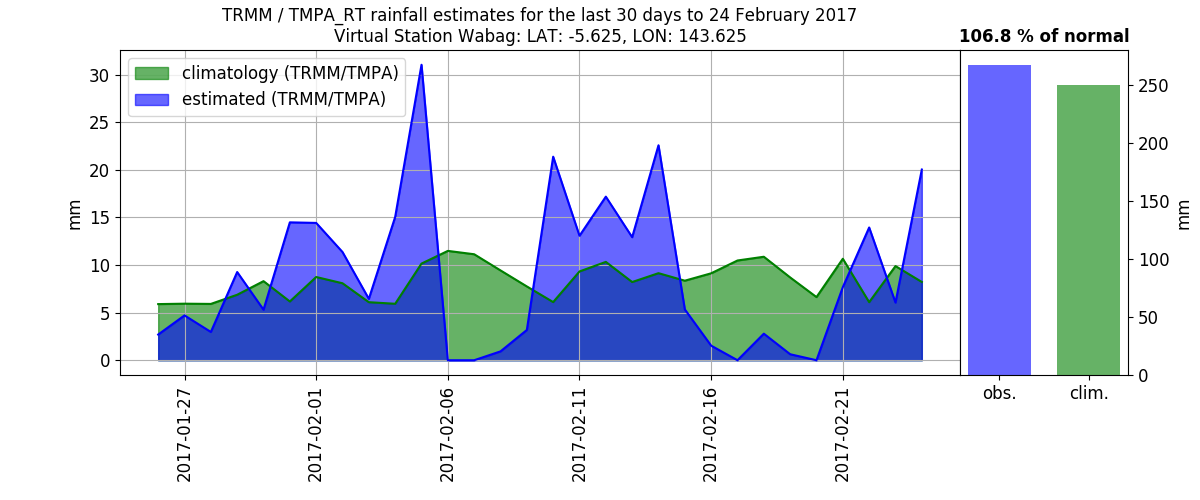 TRMM / TMPA_RT rainfall estimates for the last 30 days to 24 February 2017
Virtual Station Wabag: LAT: -5.625, LON: 143.625
106.8 % of normal
climatology (TRMM/TMPA)
estimated (TRMM/TMPA)
mm
30
25
20
15
10
5
0
2017-01-27
2017-02-01
2017-02-06
2017-02-11
2017-02-16
2017-02-21
obs.
clim.
250
200
150
100
50
0
mm